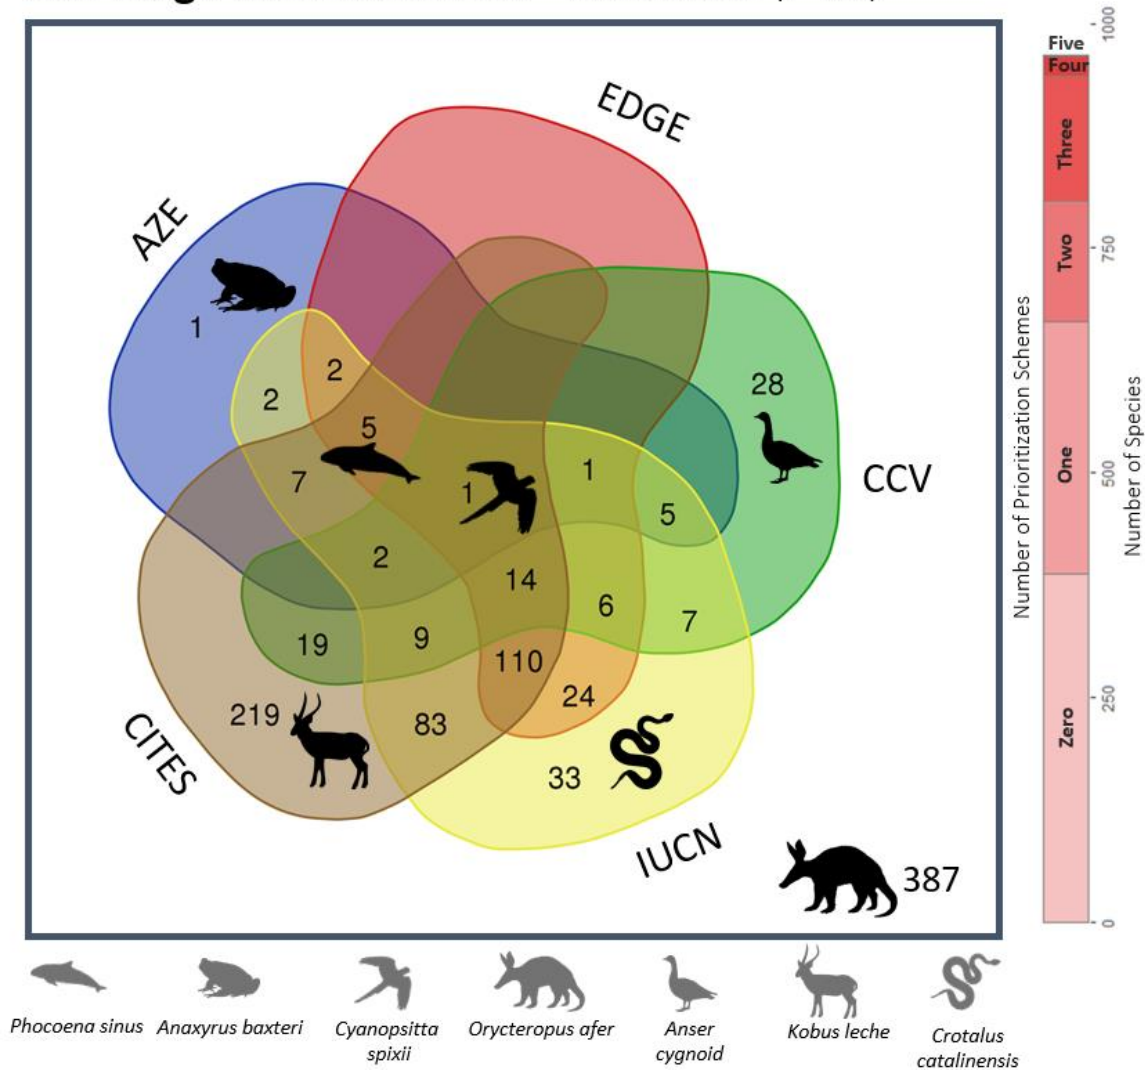 EDGE
AZE
1
28
2
2
5
CCV
7
1
1
5
2
14
6
7
19
9
110
24
219
83
33
CITES
IUCN
387
Five
Four
Three
Two
One
Zero
Number of Prioritization Schemes
1000
750
500
250
0
Number of Species
Phocoena sinus
Anaxyrus baxteri
Cyanopsitta
spixii
Orycteropus afer
Anser
cygnoid
Kobus leche
Crotalus
catalinensis